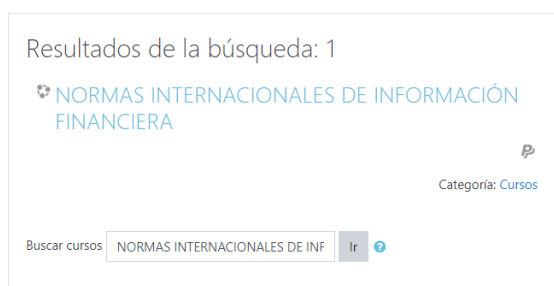 Resultados de la búsqueda: 1
NORMAS INTERNACIONALES DE INFORMACIÓN
FINANCIERA
Categoría: Cursos
Buscar cursos NORMAS INTERNACIONALES DE INF Ir